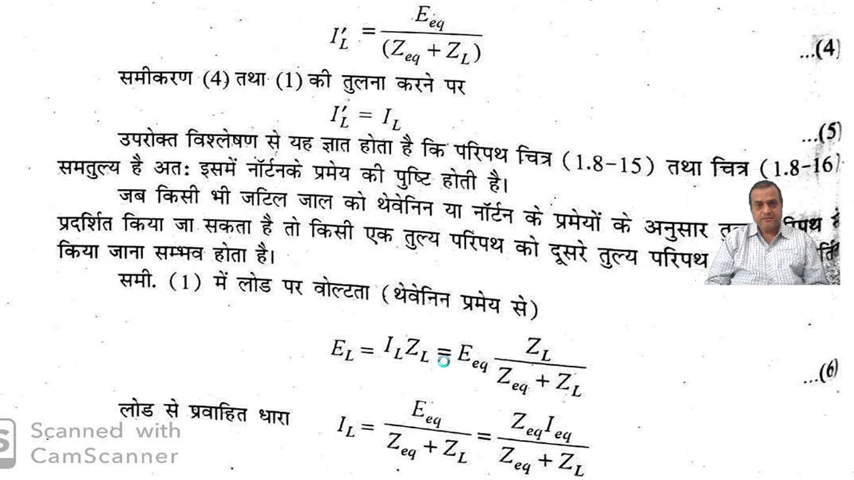 I'_L = E_eq / (Z_eq + Z_L) ...(4)
समीकरण (4) तथा (1) की तुलना करने पर
I'_L = I_L ...(5)
उपरोक्त विश्लेषण से यह ज्ञात होता है कि परिपथ चित्र (1.8-15) तथा चित्र (1.8-16)
समतुल्य है अत: इसमें नॉर्टनके प्रमेय की पुष्टि होती है।
जब किसी भी जटिल जाल को थेवेनिन या नॉर्टन के प्रमेयों के अनुसार
प्रदर्शित किया जा सकता है तो किसी एक तुल्य परिपथ को दूसरे तुल्य परिपथ
किया जाना सम्भव होता है।
समी. (1) में लोड पर वोल्टता (थेवेनिन प्रमेय से)
E_L = I_L Z_L = E_eq Z_L / (Z_eq + Z_L) ...(6)
लोड से प्रवाहित धारा I_L = E_eq / (Z_eq + Z_L) = Z_eq I_eq / (Z_eq + Z_L)
Scanned with
CamScanner